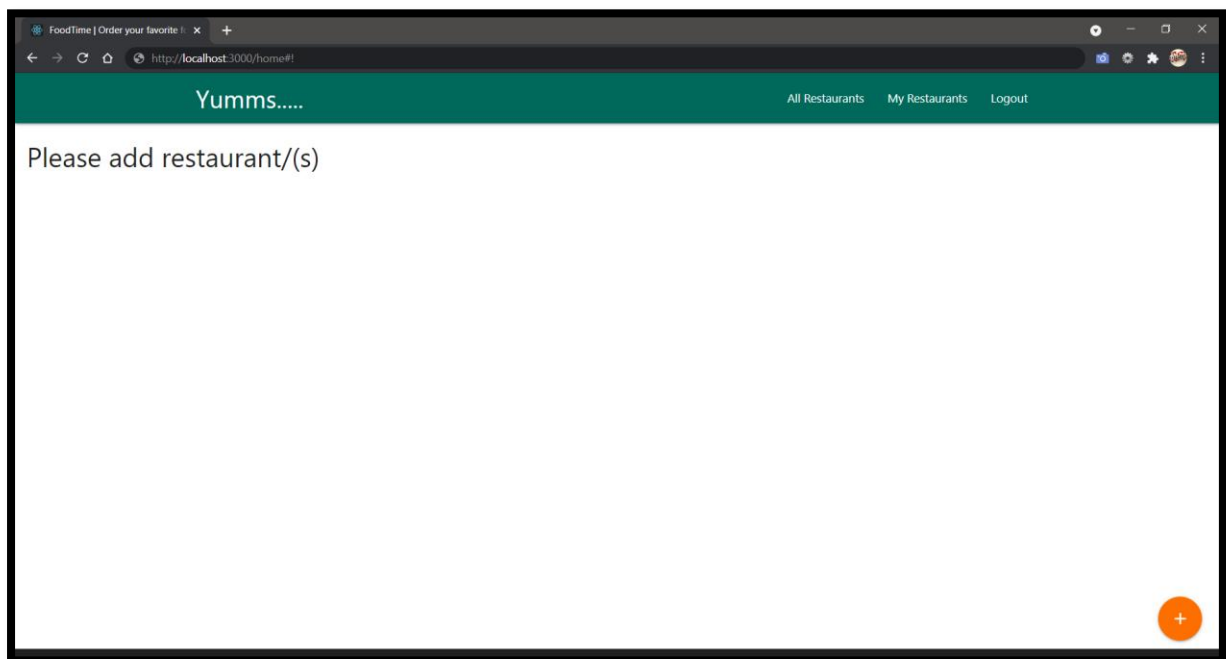 FoodTime | Order your favorite
http://localhost:3000/home#!
Yumms.....
All Restaurants My Restaurants Logout
Please add restaurant/(s)
+